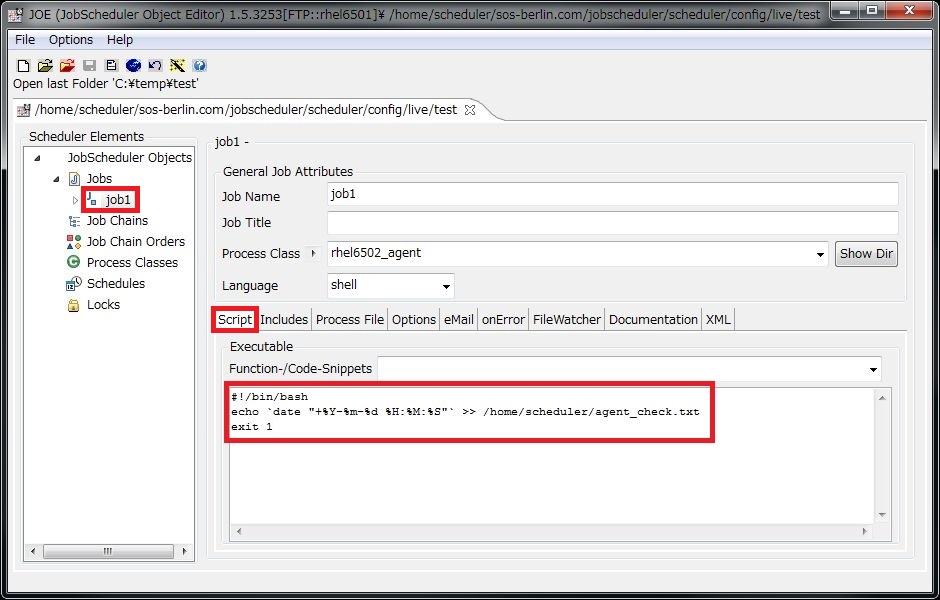 JOE (JobScheduler Object Editor) 1.5.3253[FTP::rhel6501]¥ /home/scheduler/sos-berlin.com/jobscheduler/scheduler/config/live/test
File Options Help
Open last Folder 'C:¥temp¥test'
/home/scheduler/sos-berlin.com/jobscheduler/scheduler/config/live/test
Scheduler Elements
JobScheduler Objects
Jobs
job1
Job Chains
Job Chain Orders
Process Classes
Schedules
Locks
job1 -
General Job Attributes
Job Name job1
Job Title
Process Class rhel6502_agent Show Dir
Language shell
Script Includes Process File Options eMail onError FileWatcher Documentation XML
Executable
Function-/Code-Snippets
#!/bin/bash
echo `date "+%Y-%m-%d %H:%M:%S"` >> /home/scheduler/agent_check.txt
exit 1